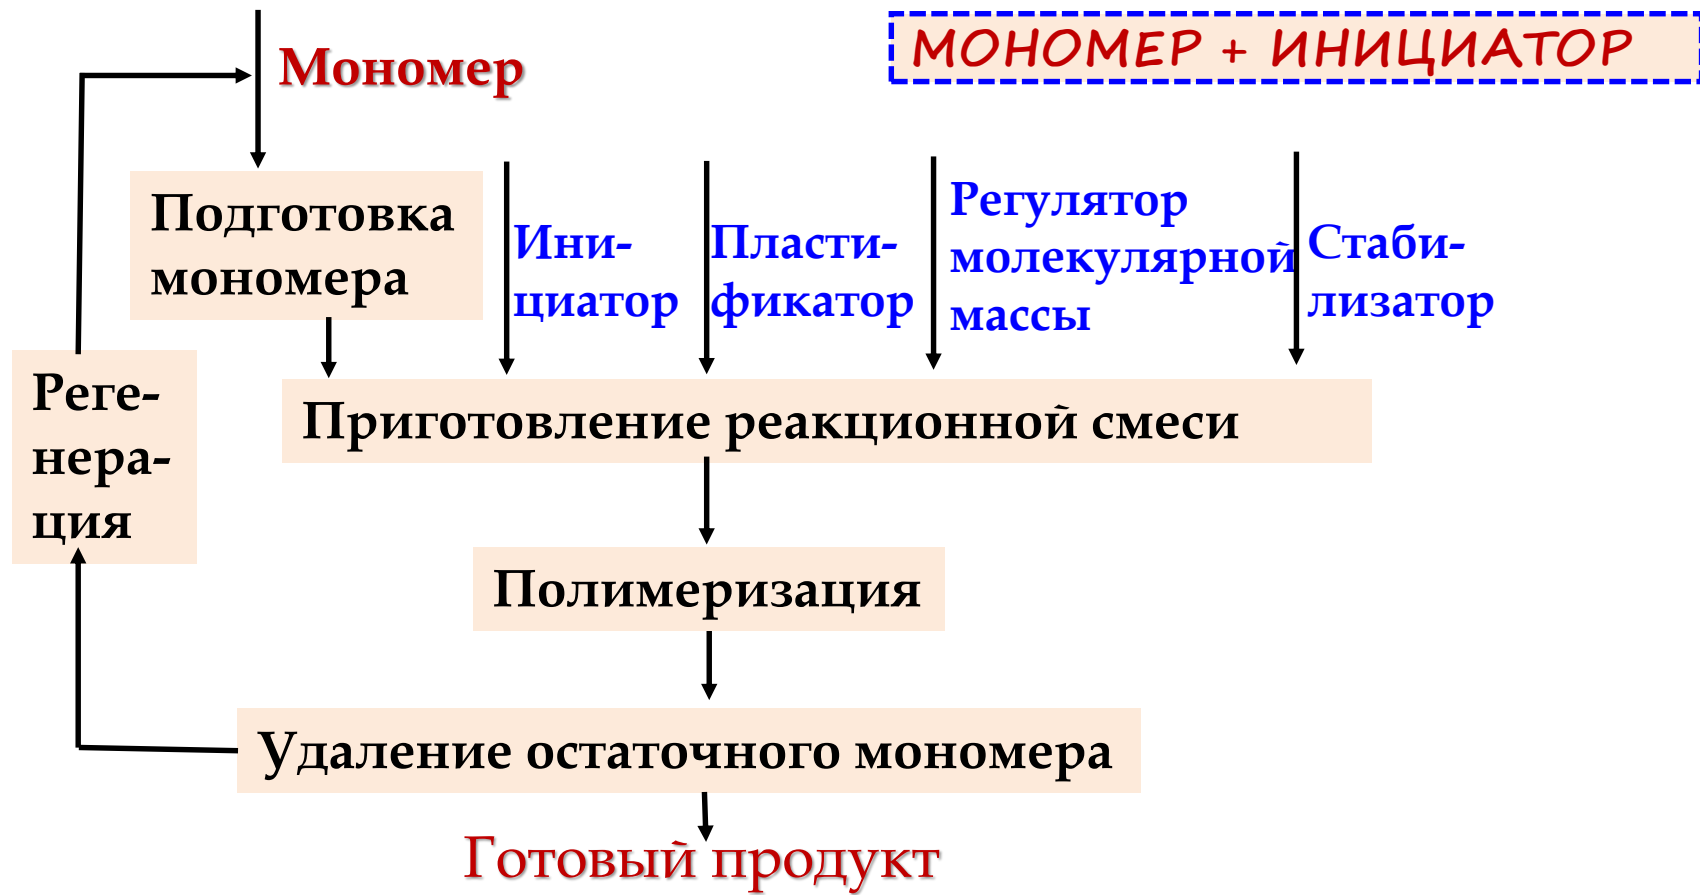 МОНОМЕР + ИНИЦИАТОР
Мономер
Подготовка
мономера
Ини-
циатор
Пласти-
фикатор
Регулятор
молекулярной
массы
Стаби-
лизатор
Реге-
нера-
ция
Приготовление реакционной смеси
Полимеризация
Удаление остаточного мономера
Готовый продукт